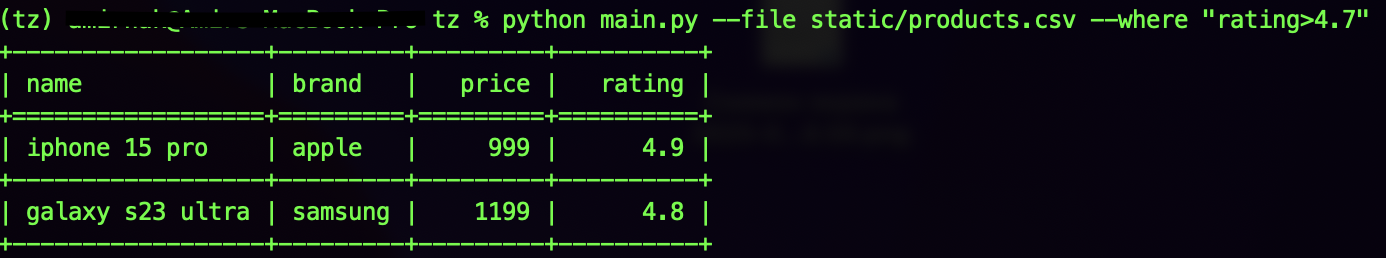 (tz) tz % python main.py --file static/products.csv --where "rating>4.7"
+------------------+---------+---------+----------+
| name             | brand   |   price |   rating |
+==================+=========+=========+==========+
| iphone 15 pro    | apple   |     999 |      4.9 |
+------------------+---------+---------+----------+
| galaxy s23 ultra | samsung |    1199 |      4.8 |
+------------------+---------+---------+----------+